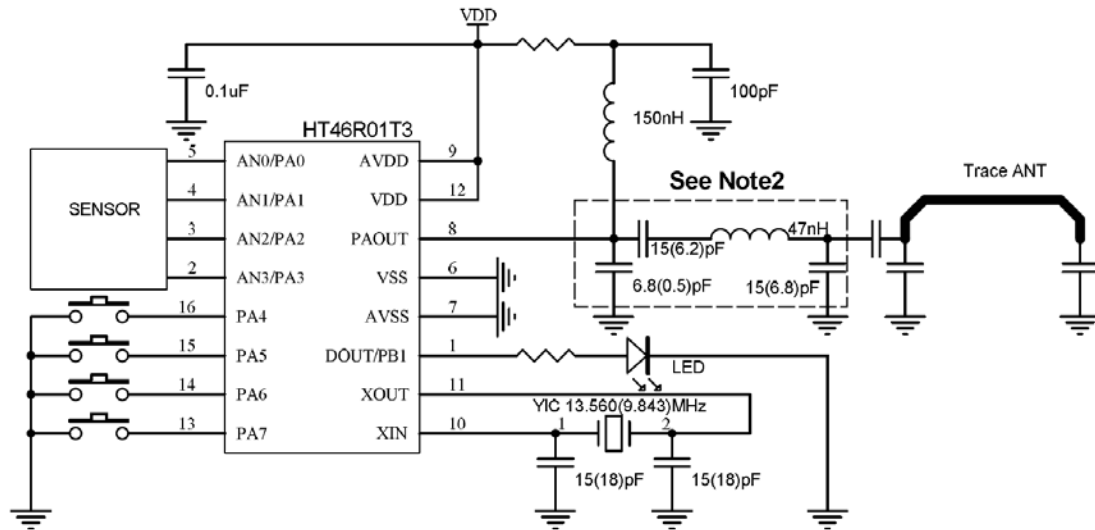 VDD
0.1uF
100pF
150nH
HT46R01T3
SENSOR
5 AN0/PA0 AVDD 9
4 AN1/PA1 VDD 12
3 AN2/PA2 PAOUT 8
2 AN3/PA3 VSS 6
16 PA4 AVSS 7
15 PA5 DOUT/PB1 1
14 PA6 XOUT 11
13 PA7 XIN 10
See Note2
Trace ANT
47nH
15(6.2)pF
6.8(0.5)pF
15(6.8)pF
LED
YIC 13.560(9.843)MHz
1 2
15(18)pF
15(18)pF